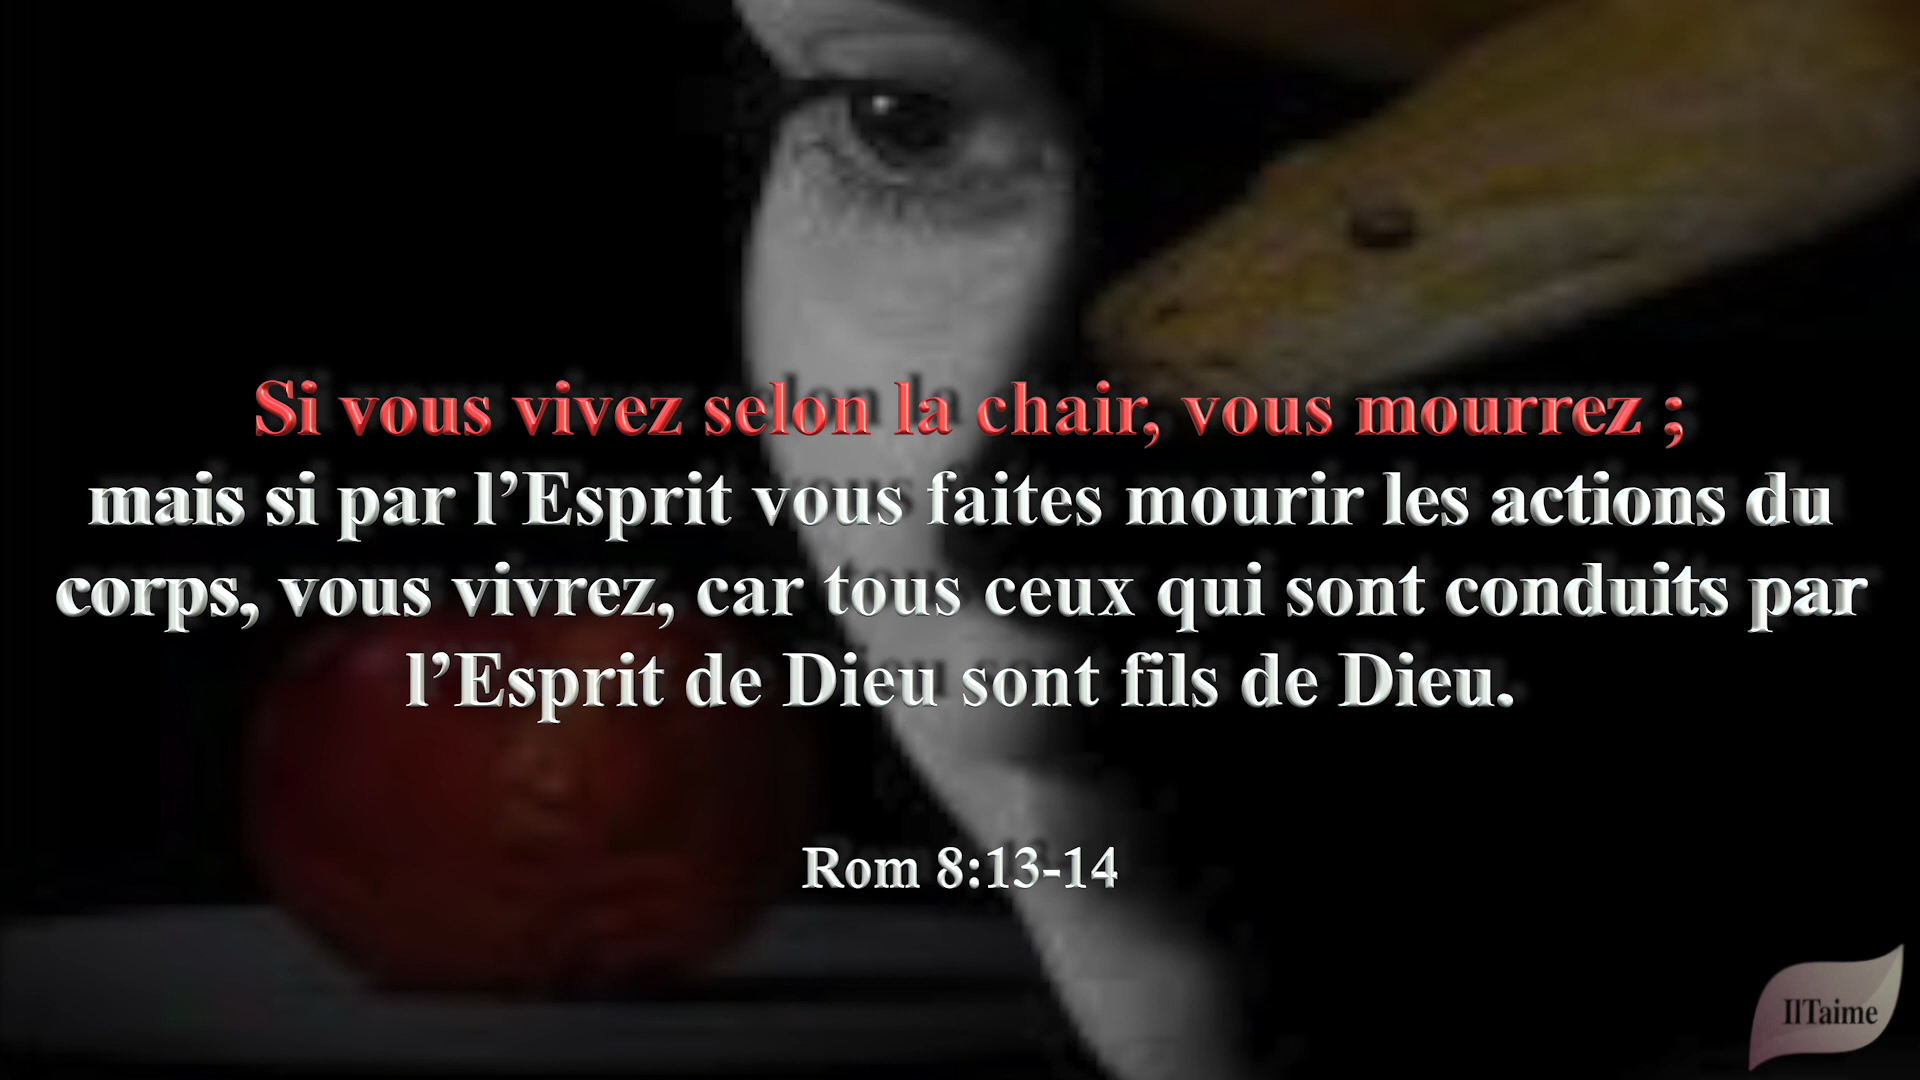 Si vous vivez selon la chair, vous mourrez ;
mais si par l’Esprit vous faites mourir les actions du
corps, vous vivrez, car tous ceux qui sont conduits par
l’Esprit de Dieu sont fils de Dieu.
Rom 8:13-14
IlTaime